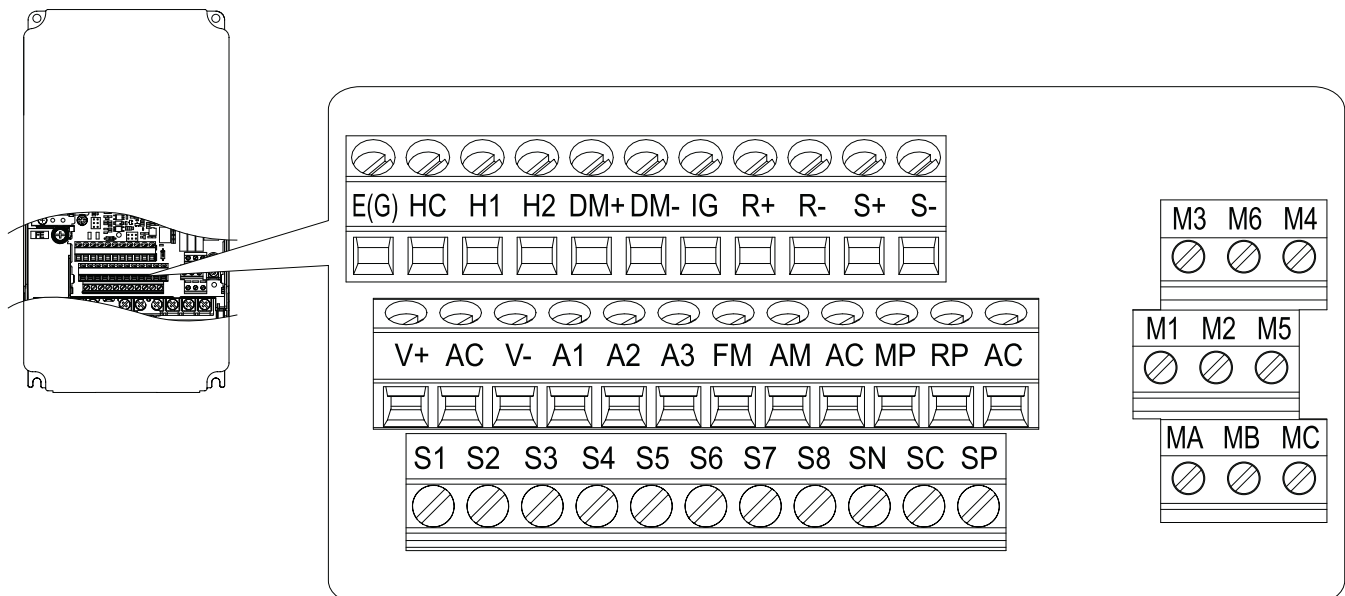 E(G) HC H1 H2 DM+ DM- IG R+ R- S+ S-
V+ AC V- A1 A2 A3 FM AM AC MP RP AC
S1 S2 S3 S4 S5 S6 S7 S8 SN SC SP
M3 M6 M4
M1 M2 M5
MA MB MC